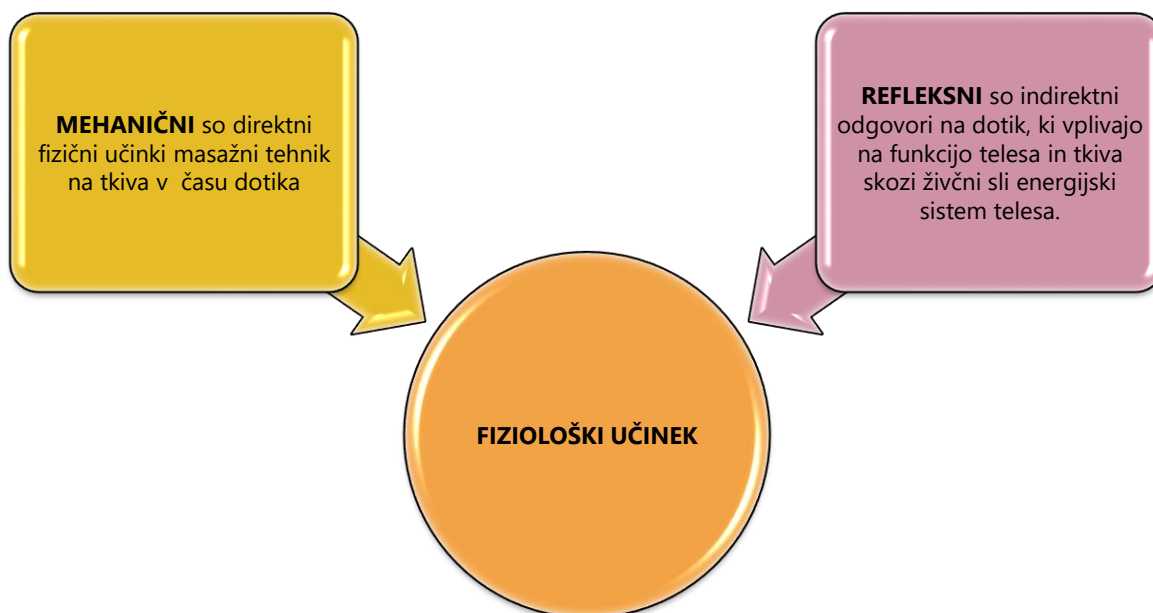 MEHANIČNI so direktni
fizični učinki masažni tehnik
na tkiva v času dotika
REFLEKSNI so indirektni
odgovori na dotik, ki vplivajo
na funkcijo telesa in tkiva
skozi živčni sli energijski
sistem telesa.
FIZIOLOŠKI UČINEK